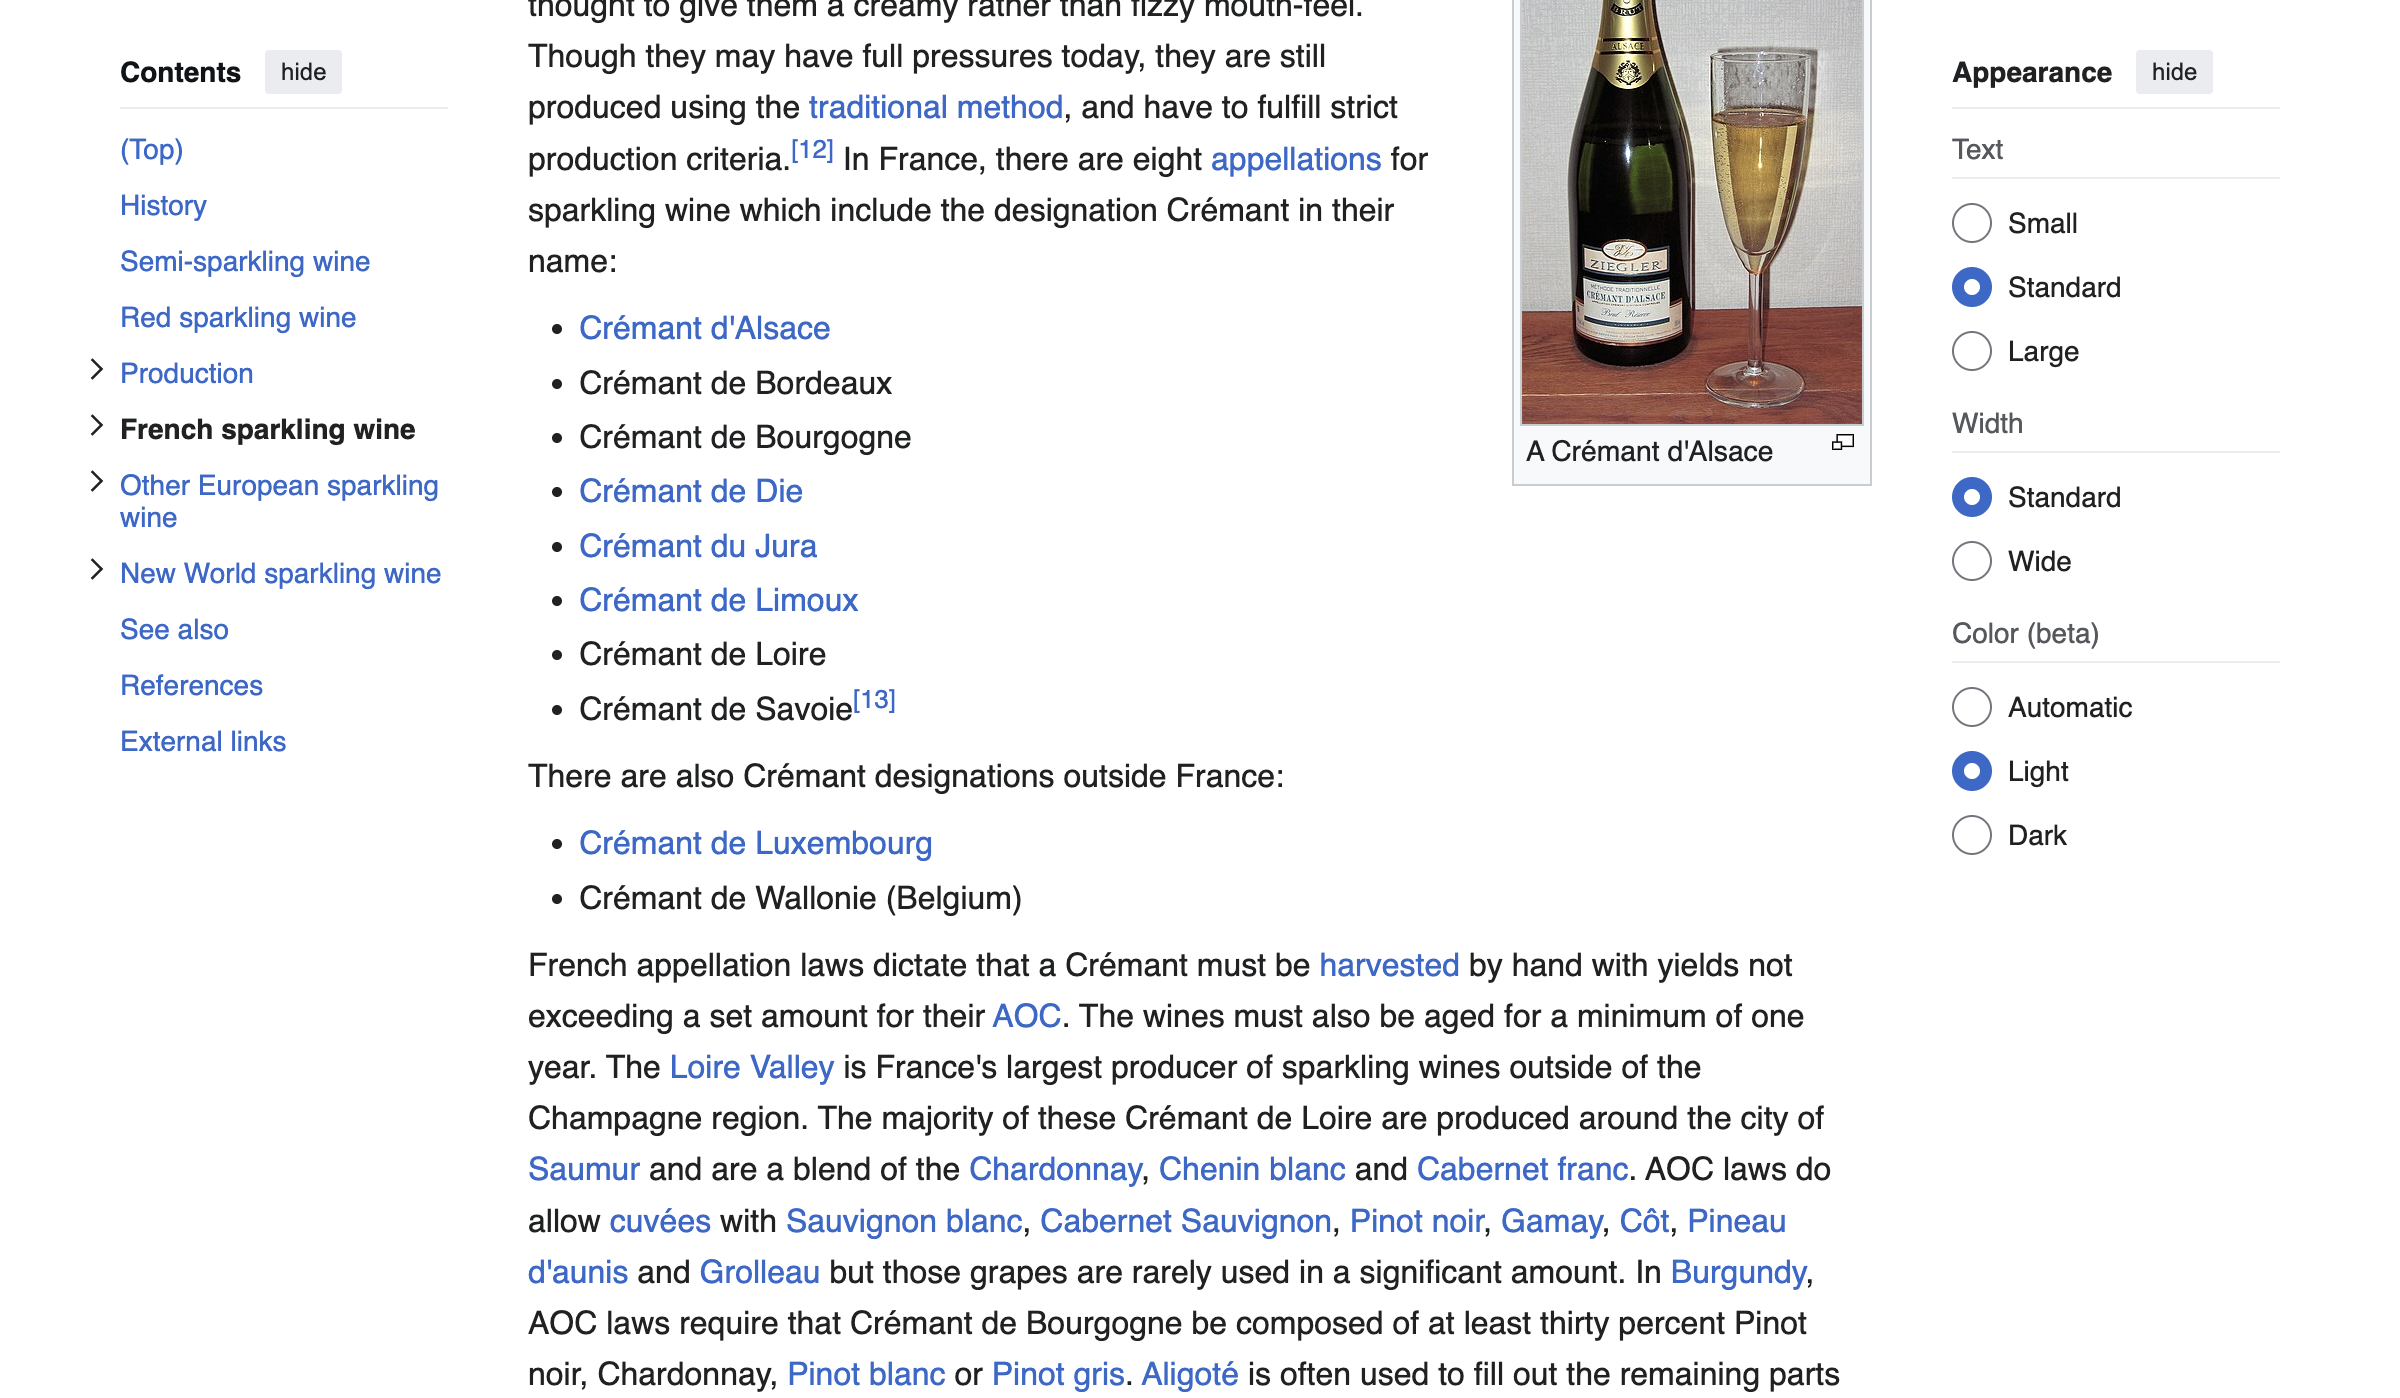 Contents hide
(Top)
History
Semi-sparkling wine
Red sparkling wine
Production
French sparkling wine
Other European sparkling
wine
New World sparkling wine
See also
References
External links
thought to give them a creamy rather than fizzy mouth-feel.
Though they may have full pressures today, they are still
produced using the traditional method, and have to fulfill strict
production criteria.[12] In France, there are eight appellations for
sparkling wine which include the designation Crémant in their
name:
• Crémant d'Alsace
• Crémant de Bordeaux
• Crémant de Bourgogne
• Crémant de Die
• Crémant du Jura
• Crémant de Limoux
• Crémant de Loire
• Crémant de Savoie[13]
There are also Crémant designations outside France:
• Crémant de Luxembourg
• Crémant de Wallonie (Belgium)
French appellation laws dictate that a Crémant must be harvested by hand with yields not
exceeding a set amount for their AOC. The wines must also be aged for a minimum of one
year. The Loire Valley is France's largest producer of sparkling wines outside of the
Champagne region. The majority of these Crémant de Loire are produced around the city of
Saumur and are a blend of the Chardonnay, Chenin blanc and Cabernet franc. AOC laws do
allow cuvées with Sauvignon blanc, Cabernet Sauvignon, Pinot noir, Gamay, Côt, Pineau
d'aunis and Grolleau but those grapes are rarely used in a significant amount. In Burgundy,
AOC laws require that Crémant de Bourgogne be composed of at least thirty percent Pinot
noir, Chardonnay, Pinot blanc or Pinot gris. Aligoté is often used to fill out the remaining parts
ALSACE
ZIEGLER
MÉTHODE TRADITIONNELLE
CRÉMANT D'ALSACE
Brut - Réserve
A Crémant d'Alsace
Appearance hide
Text
Small
Standard
Large
Width
Standard
Wide
Color (beta)
Automatic
Light
Dark